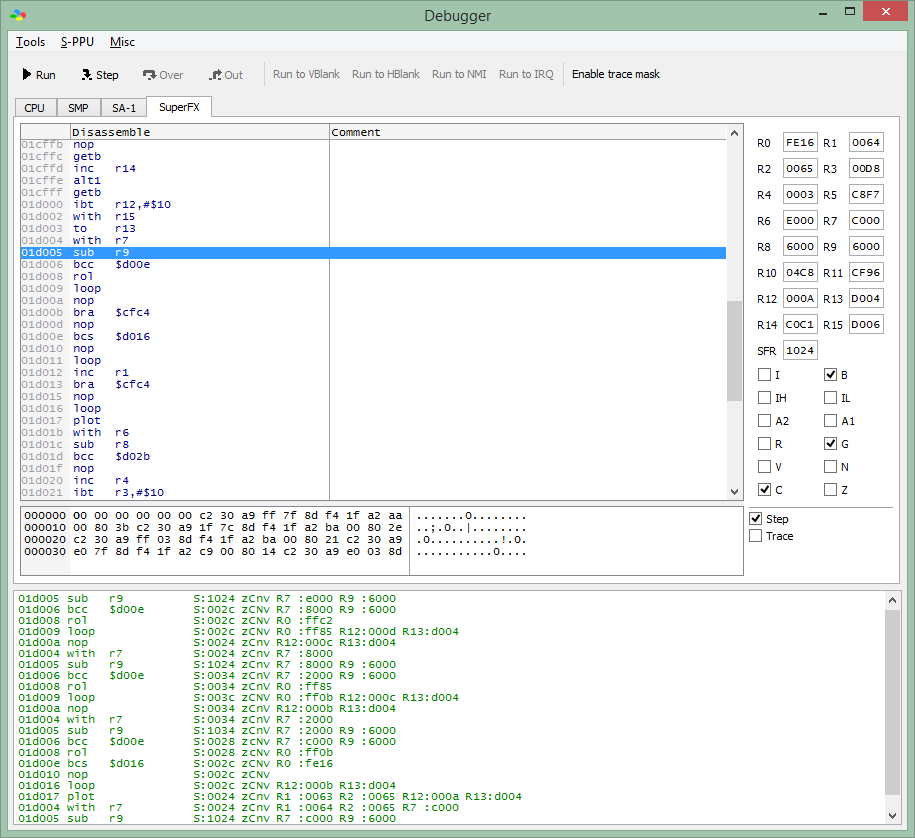 Debugger
Tools S-PPU Misc
Run Step Over Out Run to VBlank Run to HBlank Run to NMI Run to IRQ Enable trace mask
CPU SMP SA-1 SuperFX
Disassemble Comment
01cffb nop
01cffc getb
01cffd inc r14
01cffe alt1
01cfff getb
01d000 ibt r12,#$10
01d002 with r15
01d003 to r13
01d004 with r7
01d005 sub r9
01d006 bcc $d00e
01d008 rol
01d009 loop
01d00a nop
01d00b bra $cfc4
01d00d nop
01d00e bcs $d016
01d010 nop
01d011 loop
01d012 inc r1
01d013 bra $cfc4
01d015 nop
01d016 loop
01d017 plot
01d01b with r6
01d01c sub r8
01d01d bcc $d02b
01d01f nop
01d020 inc r4
01d021 ibt r3,#$10
R0 FE16 R1 0064
R2 0065 R3 00D8
R4 0003 R5 C8F7
R6 E000 R7 C000
R8 6000 R9 6000
R10 04C8 R11 CF96
R12 000A R13 D004
R14 C0C1 R15 D006
SFR 1024
I B
IH IL
A2 A1
R G
V N
C Z
Step
Trace
000000 00 00 00 00 00 00 c2 30 a9 ff 7f 8d f4 1f a2 aa .......0........
000010 00 80 3b c2 30 a9 1f 7c 8d f4 1f a2 ba 00 80 2e ..;.0..|........
000020 c2 30 a9 ff 03 8d f4 1f a2 ba 00 80 21 c2 30 a9 .0..........!.0.
000030 e0 7f 8d f4 1f a2 c9 00 80 14 c2 30 a9 e0 03 8d ...........0....
01d005 sub r9 S:1024 zCnv R7 :e000 R9 :6000
01d006 bcc $d00e S:002c zCNv R7 :8000 R9 :6000
01d008 rol S:002c zCNv R0 :ffc2
01d009 loop S:002c zCNv R0 :ff85 R12:000d R13:d004
01d00a nop S:0024 zCnv R12:000c R13:d004
01d004 with r7 S:0024 zCnv R7 :8000
01d005 sub r9 S:1024 zCnv R7 :8000 R9 :6000
01d006 bcc $d00e S:0034 zCnV R7 :2000 R9 :6000
01d008 rol S:0034 zCnV R0 :ff85
01d009 loop S:003c zCNV R0 :ff0b R12:000c R13:d004
01d00a nop S:0034 zCnV R12:000b R13:d004
01d004 with r7 S:0034 zCnV R7 :2000
01d005 sub r9 S:1034 zCnV R7 :2000 R9 :6000
01d006 bcc $d00e S:0028 zcNv R7 :c000 R9 :6000
01d008 rol S:0028 zcNv R0 :ff0b
01d00e bcs $d016 S:002c zCNv R0 :fe16
01d010 nop S:002c zCNv
01d016 loop S:002c zCNv R12:000b R13:d004
01d017 plot S:0024 zCnv R1 :0063 R2 :0065 R12:000a R13:d004
01d004 with r7 S:0024 zCnv R1 :0064 R2 :0065 R7 :c000
01d005 sub r9 S:1024 zCnv R7 :c000 R9 :6000